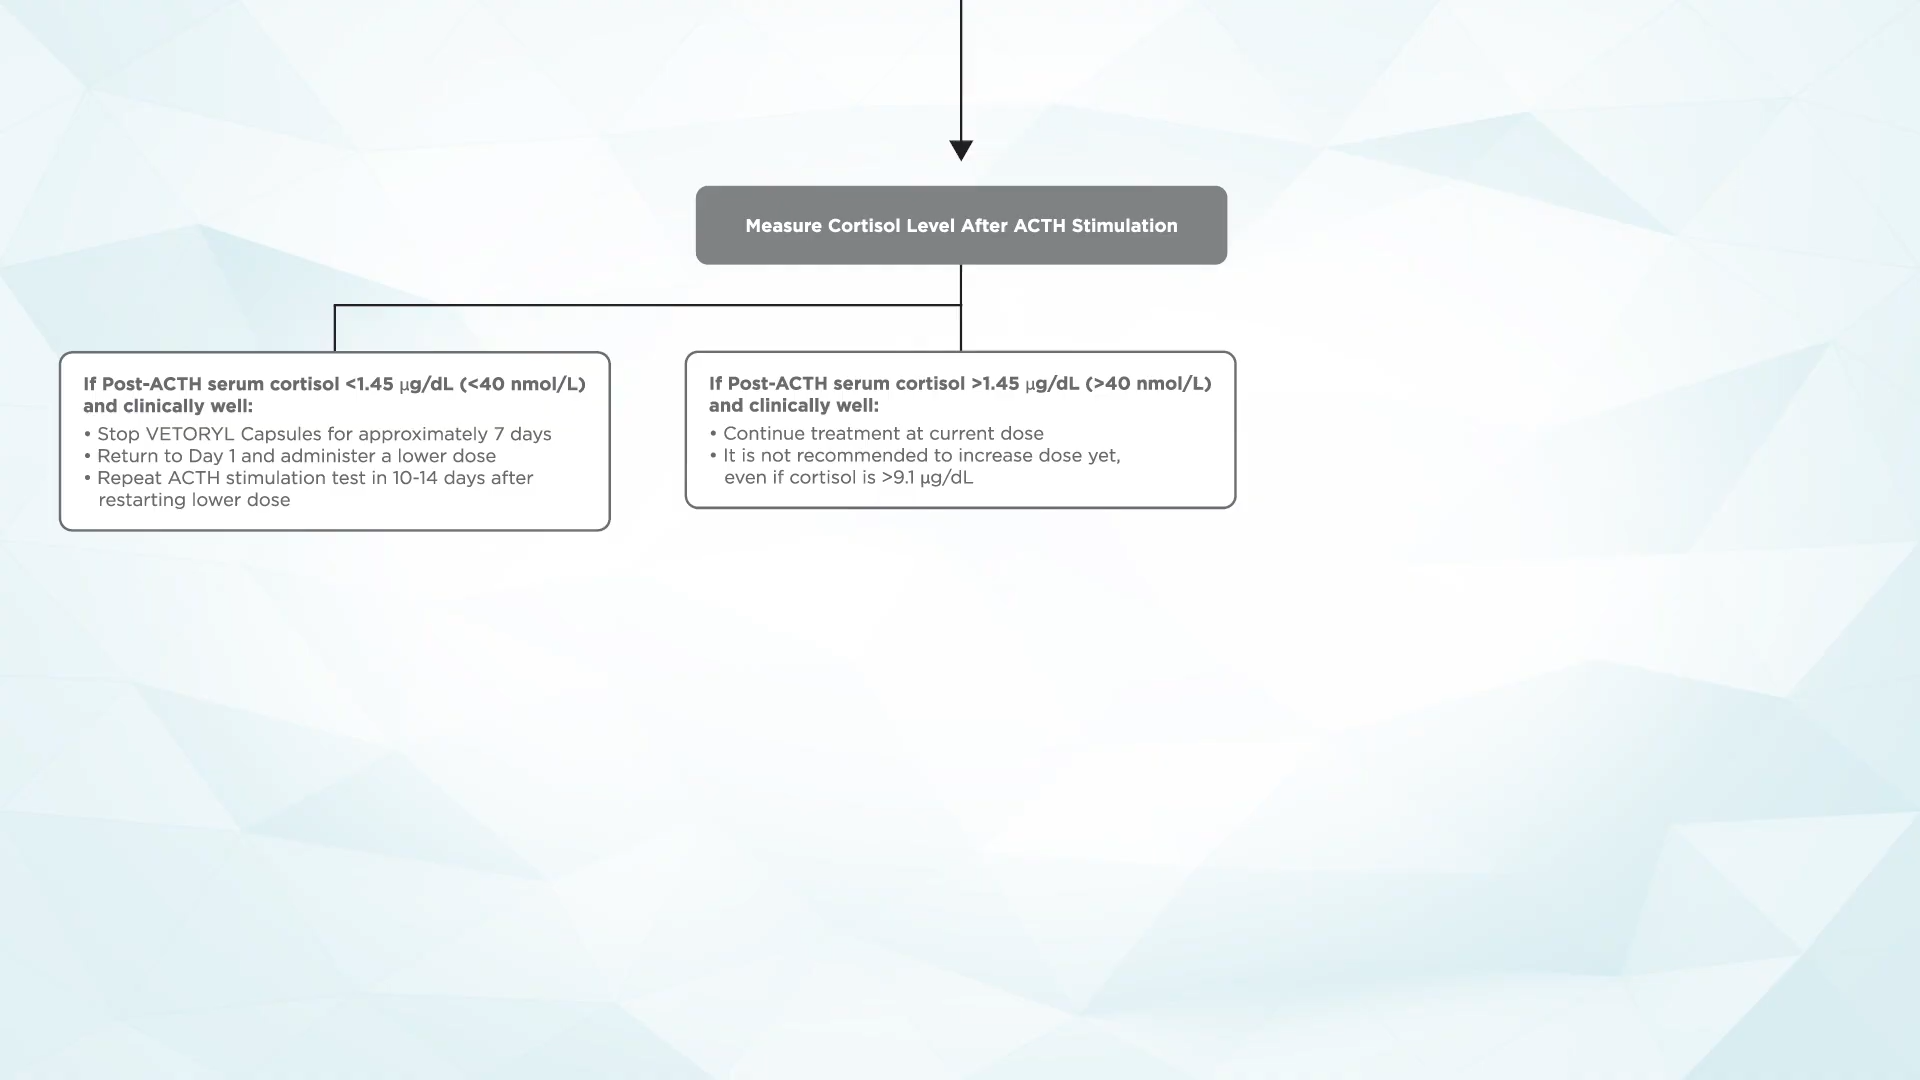 Measure Cortisol Level After ACTH Stimulation
If Post-ACTH serum cortisol <1.45 µg/dL (<40 nmol/L)
and clinically well:
• Stop VETORYL Capsules for approximately 7 days
• Return to Day 1 and administer a lower dose
• Repeat ACTH stimulation test in 10-14 days after
restarting lower dose
If Post-ACTH serum cortisol >1.45 µg/dL (>40 nmol/L)
and clinically well:
• Continue treatment at current dose
• It is not recommended to increase dose yet,
even if cortisol is >9.1 µg/dL